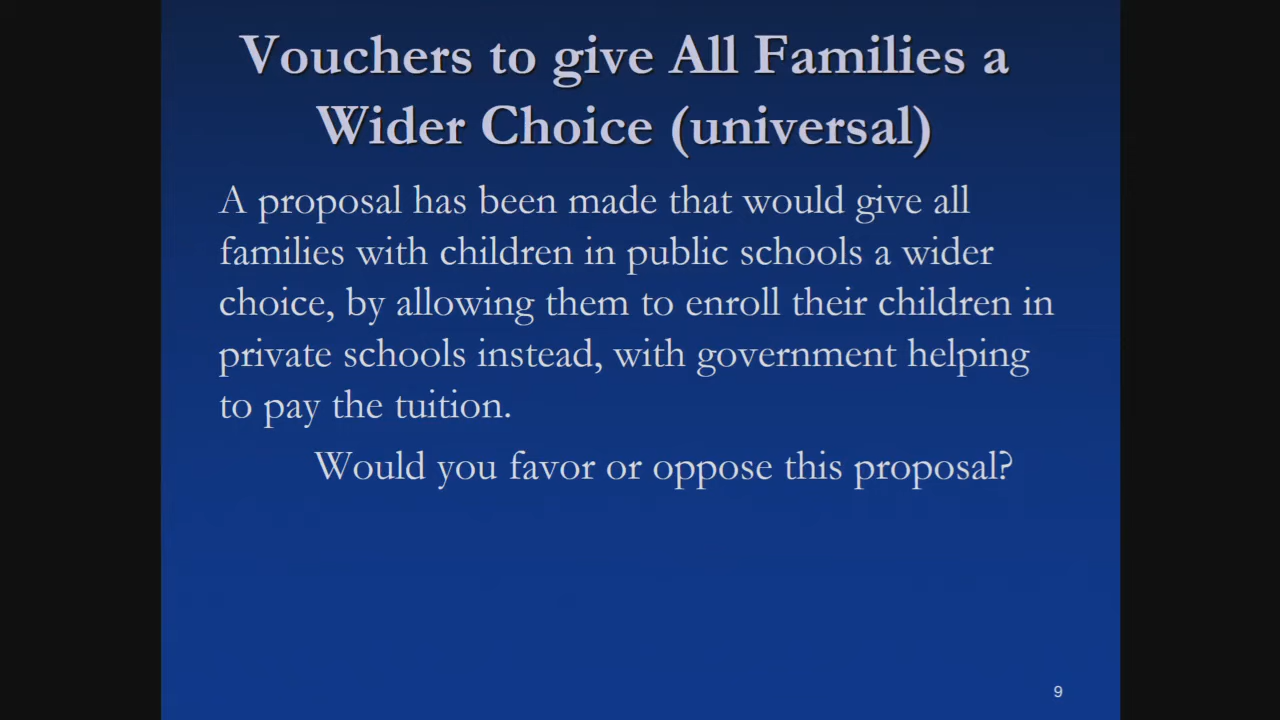 Vouchers to give All Families a
Wider Choice (universal)
A proposal has been made that would give all
families with children in public schools a wider
choice, by allowing them to enroll their children in
private schools instead, with government helping
to pay the tuition.
Would you favor or oppose this proposal?
9